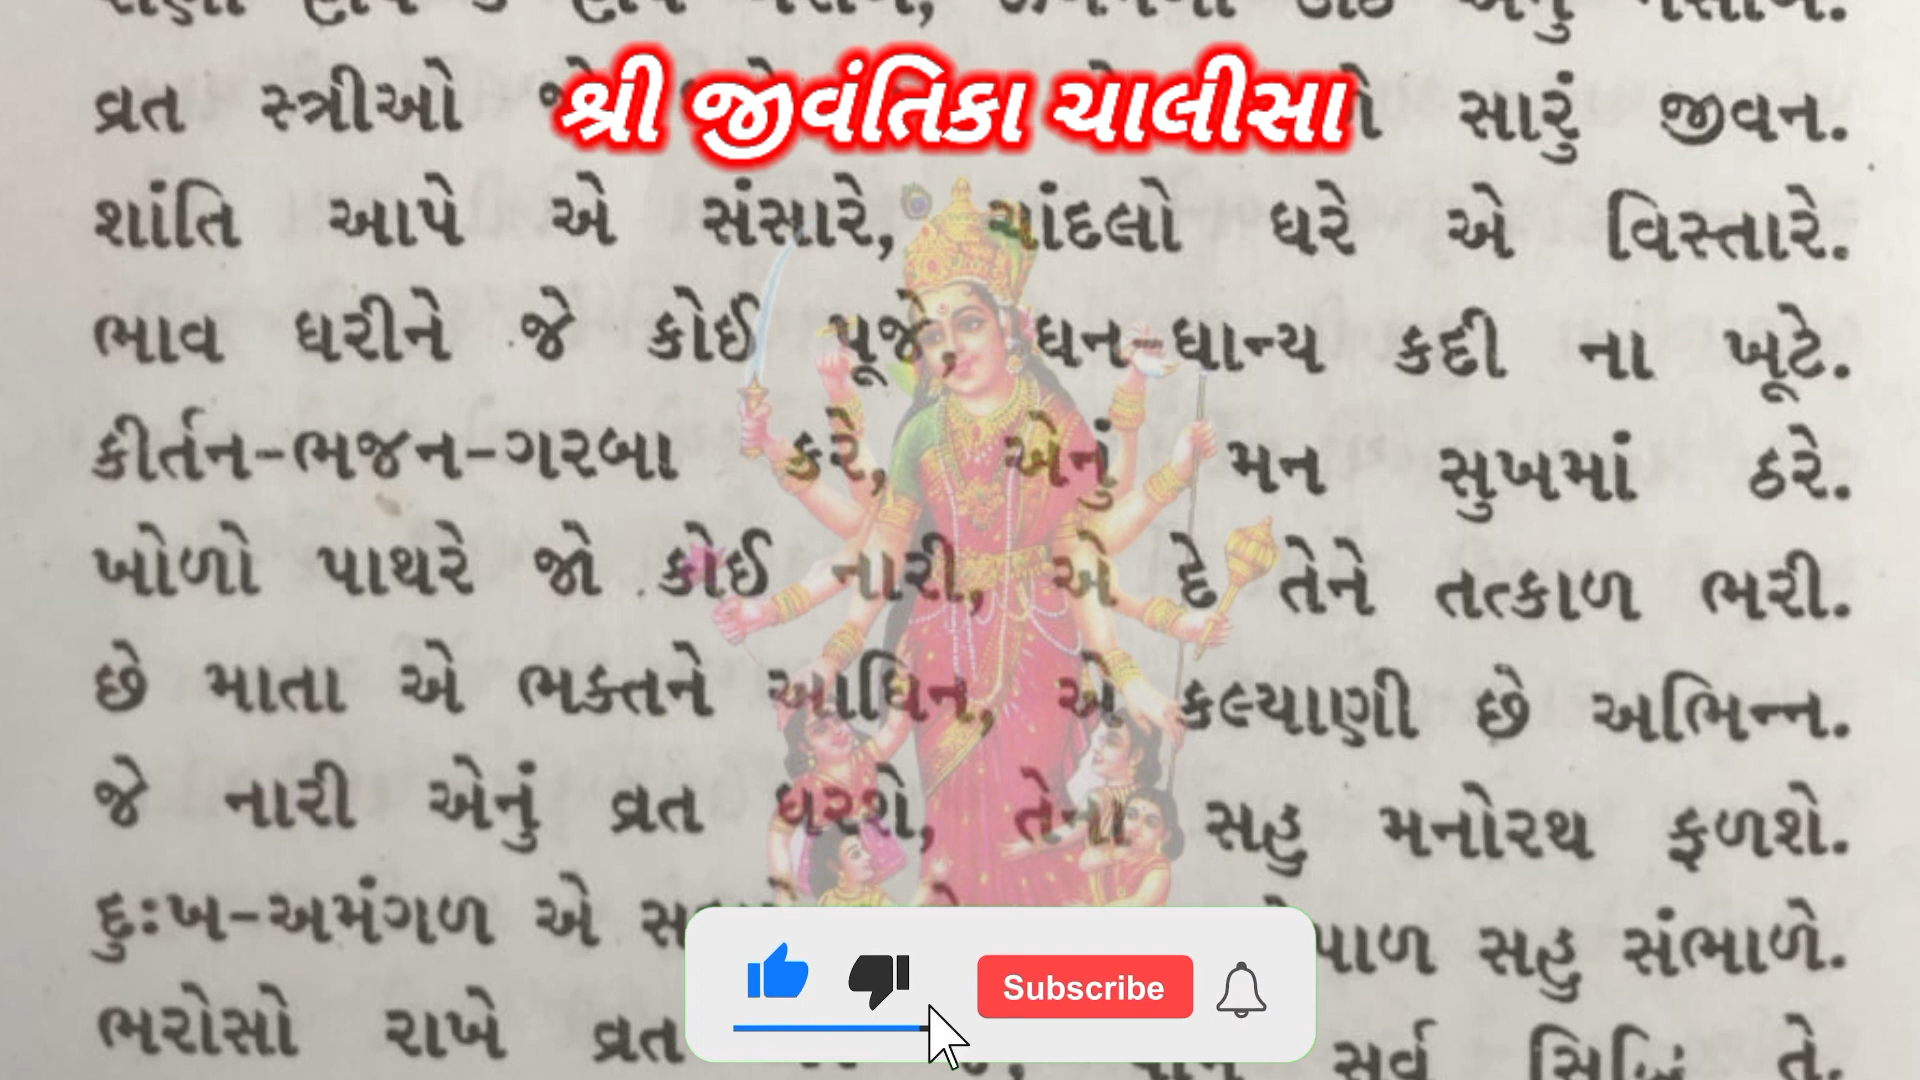 શ્રી જીવંતિકા ચાલીસા
વ્રત સ્ત્રીઓ સારું જીવન.
શાંતિ આપે એ સંસારે, ચાંદલો ધરે એ વિસ્તારે.
ભાવ ધરીને જે કોઈ પૂજે, ધન-ધાન્ય કદી ના ખૂટે.
કીર્તન-ભજન-ગરબા કરે, એનું મન સુખમાં ઠરે.
ખોળો પાથરે જો કોઈ નારી, એ દે તેને તત્કાળ ભરી.
છે માતા એ ભક્તને આધિન, એ કલ્યાણી છે અભિન્ન.
જે નારી એનું વ્રત ધરશે, તેના સહુ મનોરથ ફળશે.
દુઃખ-અમંગળ એ સહુ સંભાળે.
ભરોસો રાખે વ્રત સર્વ સિદ્ધિ તે.
Subscribe